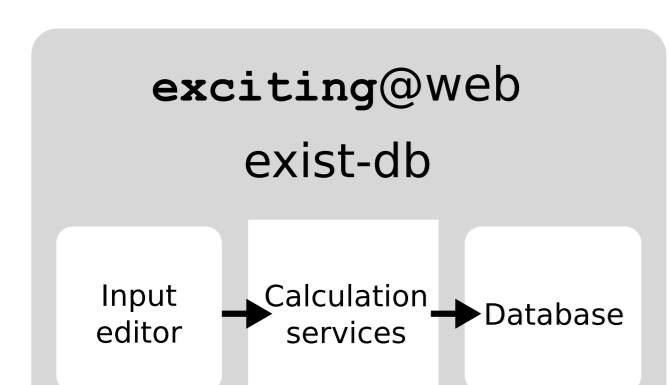 exciting@web
exist-db
Input
editor
Calculation
services
Database